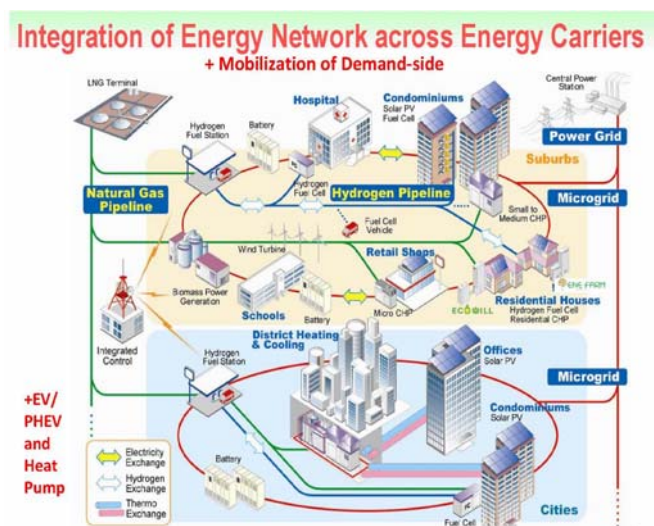 Integration of Energy Network across Energy Carriers
+ Mobilization of Demand-side
LNG Terminal
Hydrogen
Fuel Station
Battery
Hospital
Condominiums
Solar PV
Fuel Cell
Central Power
Station
Power Grid
Suburbs
Natural Gas
Pipeline
Hydrogen
Fuel Cell
Hydrogen Pipeline
Microgrid
Small to
Medium CHP
Fuel Cell
Vehicle
Wind Turbine
Retail Shops
Biomass Power
Generation
Schools
Battery
Micro CHP
ECOWILL
ENE FARM
Residential Houses
Hydrogen Fuel Cell
Residential CHP
Integrated
Control
Hydrogen
Fuel Station
District Heating
& Cooling
Offices
Solar PV
Microgrid
+EV/
PHEV
and
Heat
Pump
Condominiums
Solar PV
Electricity
Exchange
Hydrogen
Exchange
Thermo
Exchange
Battery
Fuel Cell
Cities